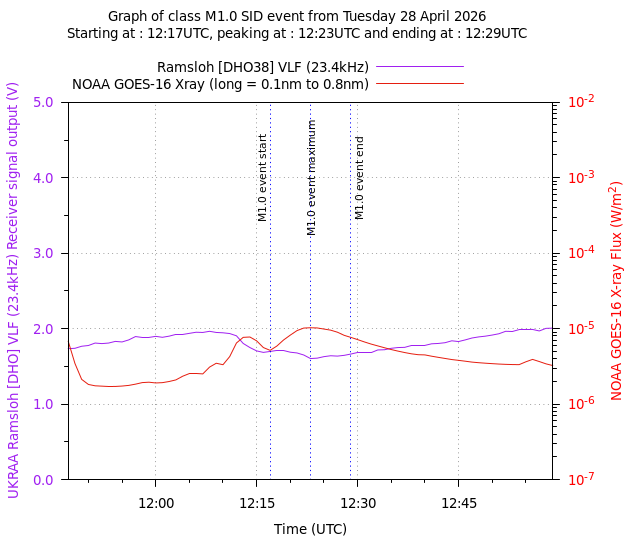 Graph of class M1.0 SID event from Tuesday 28 April 2026
Starting at : 12:17UTC, peaking at : 12:23UTC and ending at : 12:29UTC
Ramsloh [DHO38] VLF (23.4kHz)
NOAA GOES-16 Xray (long = 0.1nm to 0.8nm)
UKRAA Ramsloh [DHO] VLF (23.4kHz) Receiver signal output (V)
5.0
4.0
3.0
2.0
1.0
0.0
M1.0 event start
M1.0 event maximum
M1.0 event end
10-2
10-3
10-4
10-5
10-6
10-7
NOAA GOES-16 X-ray Flux (W/m2)
12:00
12:15
12:30
12:45
Time (UTC)